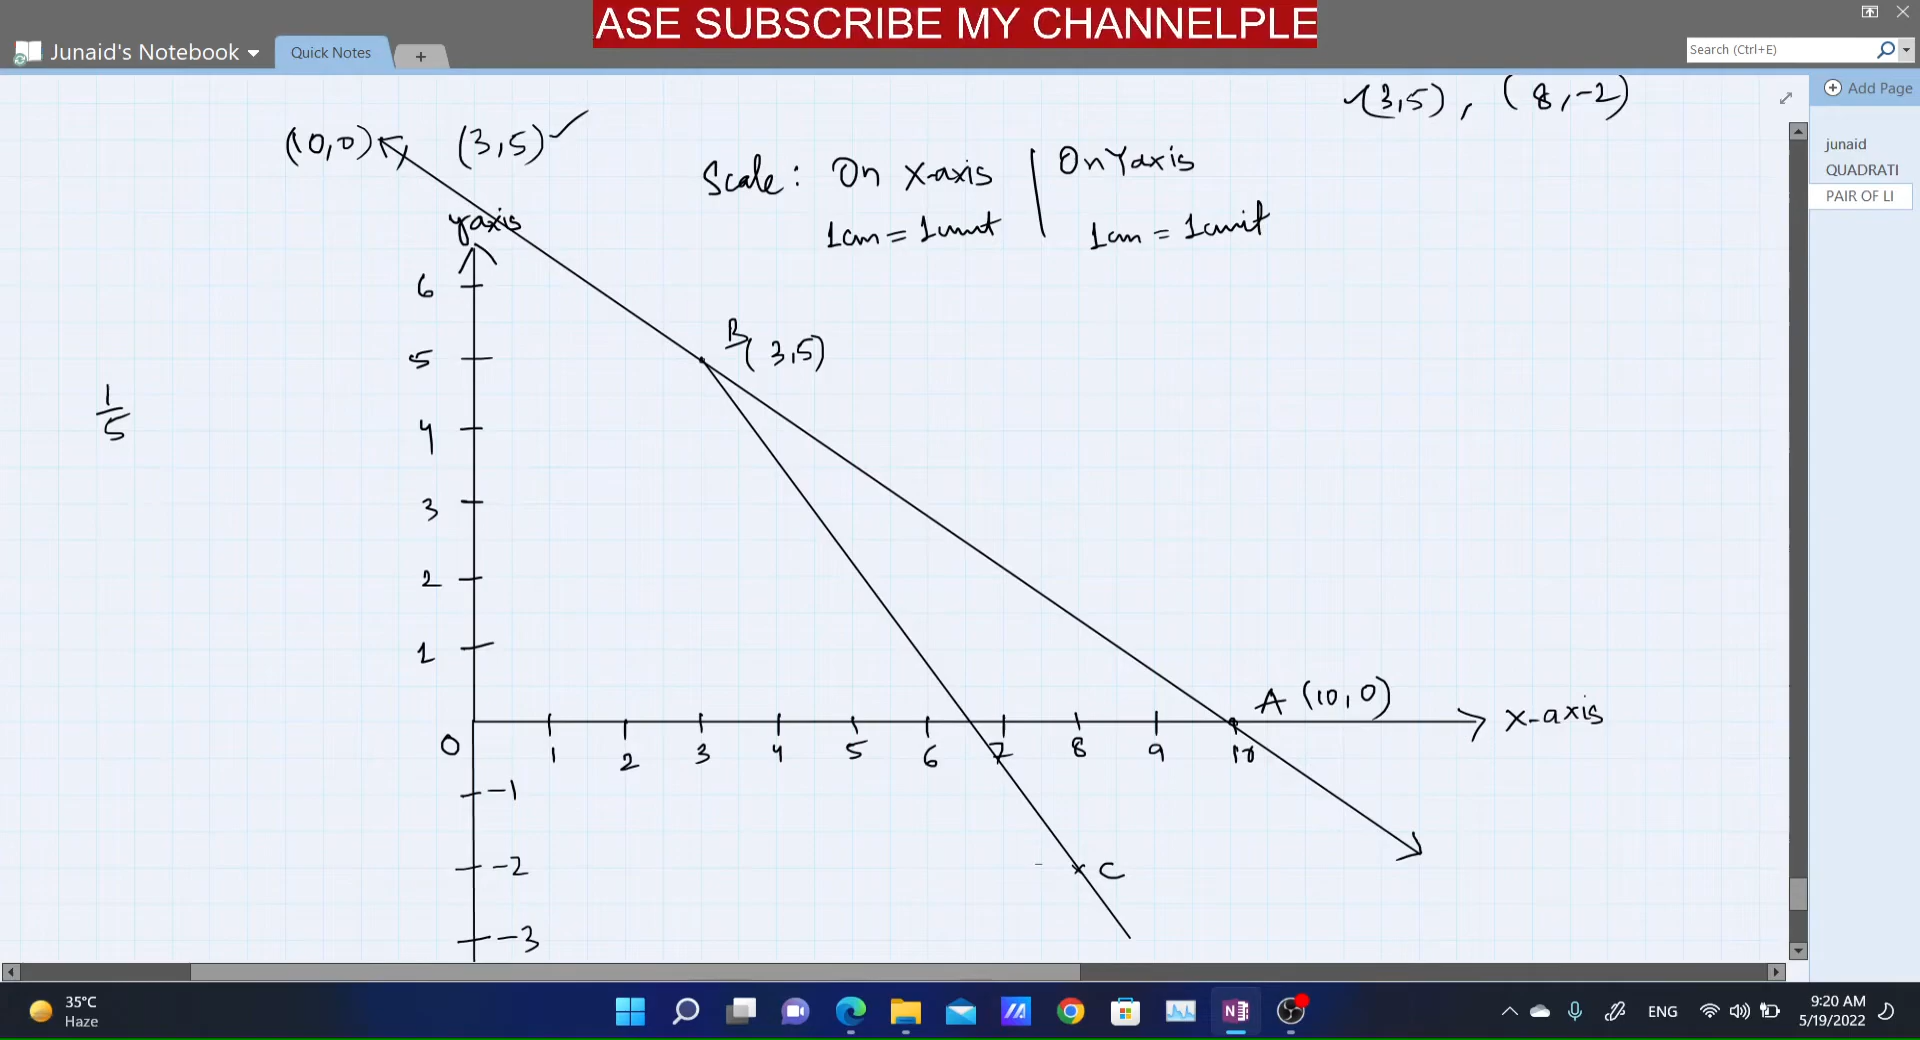 ASE SUBSCRIBE MY CHANNELPLE
Junaid's Notebook
Quick Notes
+
Search (Ctrl+E)
Add Page
junaid
QUADRATI
PAIR OF LI
(3,5), (8,-2)
(10,0), (3,5)
Scale: On X-axis | On Yaxis
1cm = 1unit 1cm = 1unit
yaxis
6
B(3,5)
5
1/5
4
3
2
1
A (10,0)
X-axis
0 1 2 3 4 5 6 7 8 9 10
-1
-2
C
-3
35°C
Haze
ENG
9:20 AM
5/19/2022